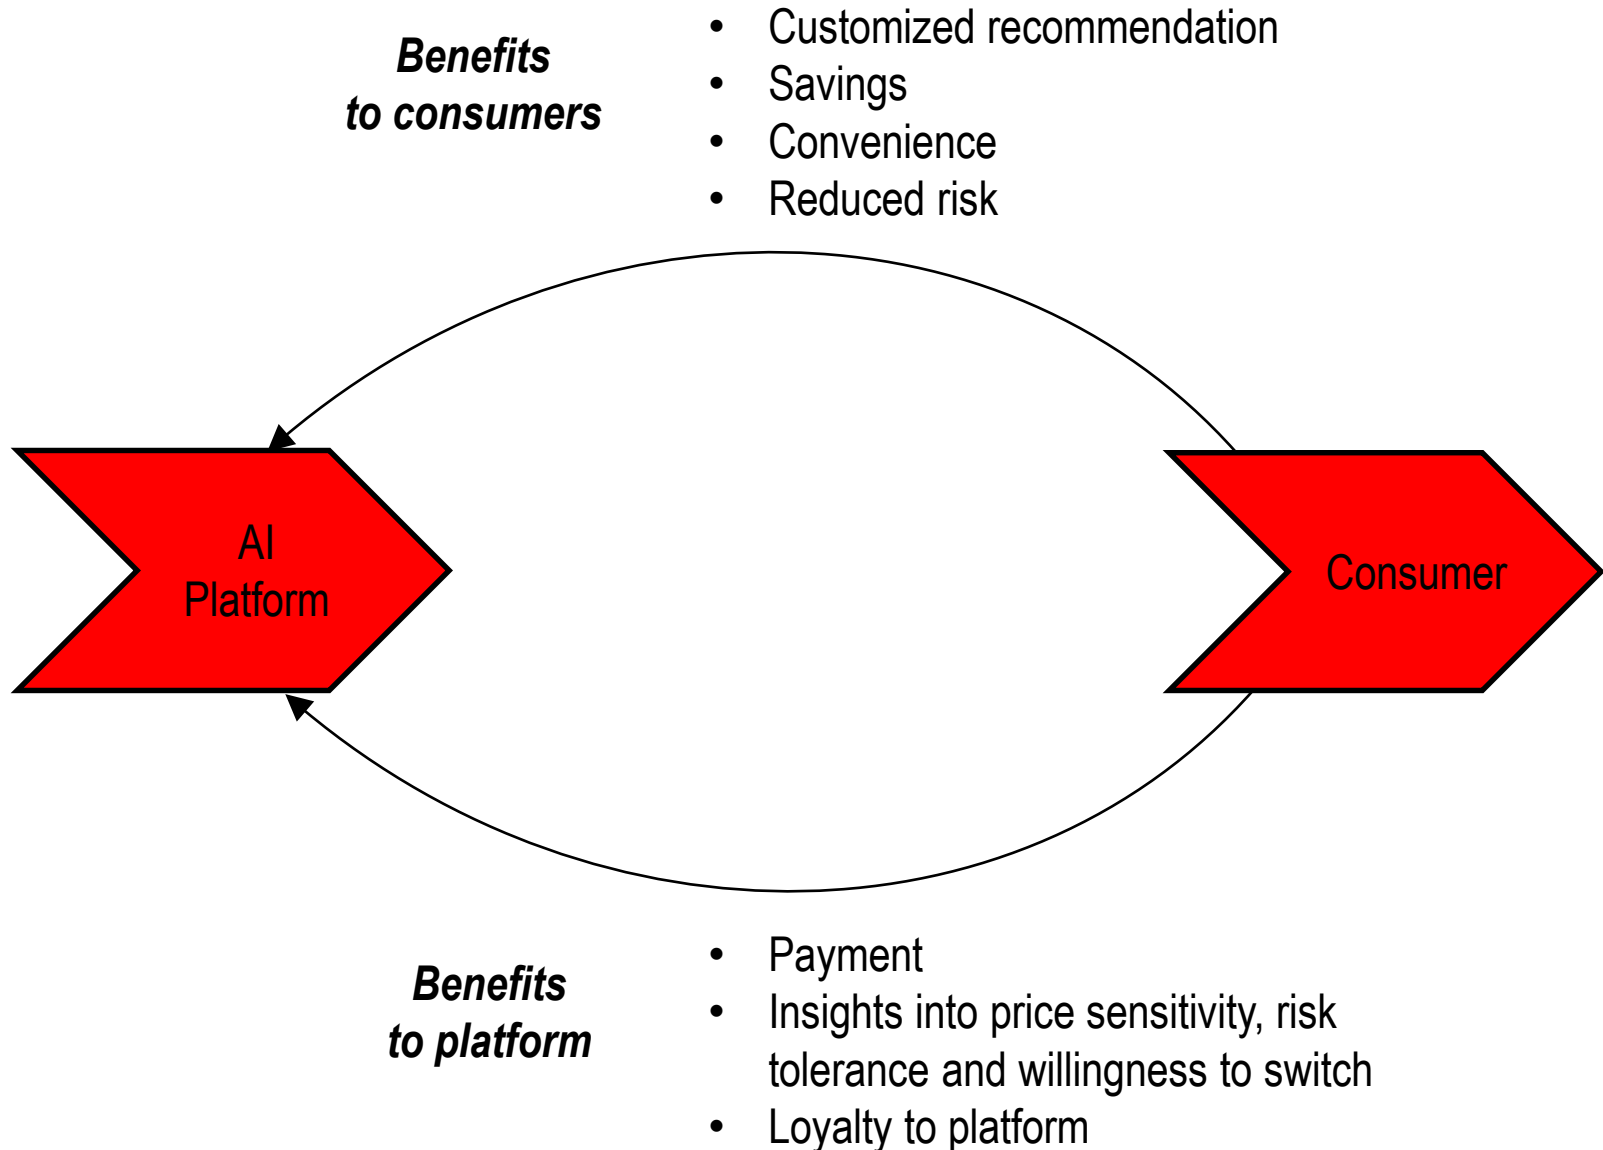 Benefits
to consumers
• Customized recommendation
• Savings
• Convenience
• Reduced risk
AI
Platform
Consumer
Benefits
to platform
• Payment
• Insights into price sensitivity, risk
tolerance and willingness to switch
• Loyalty to platform